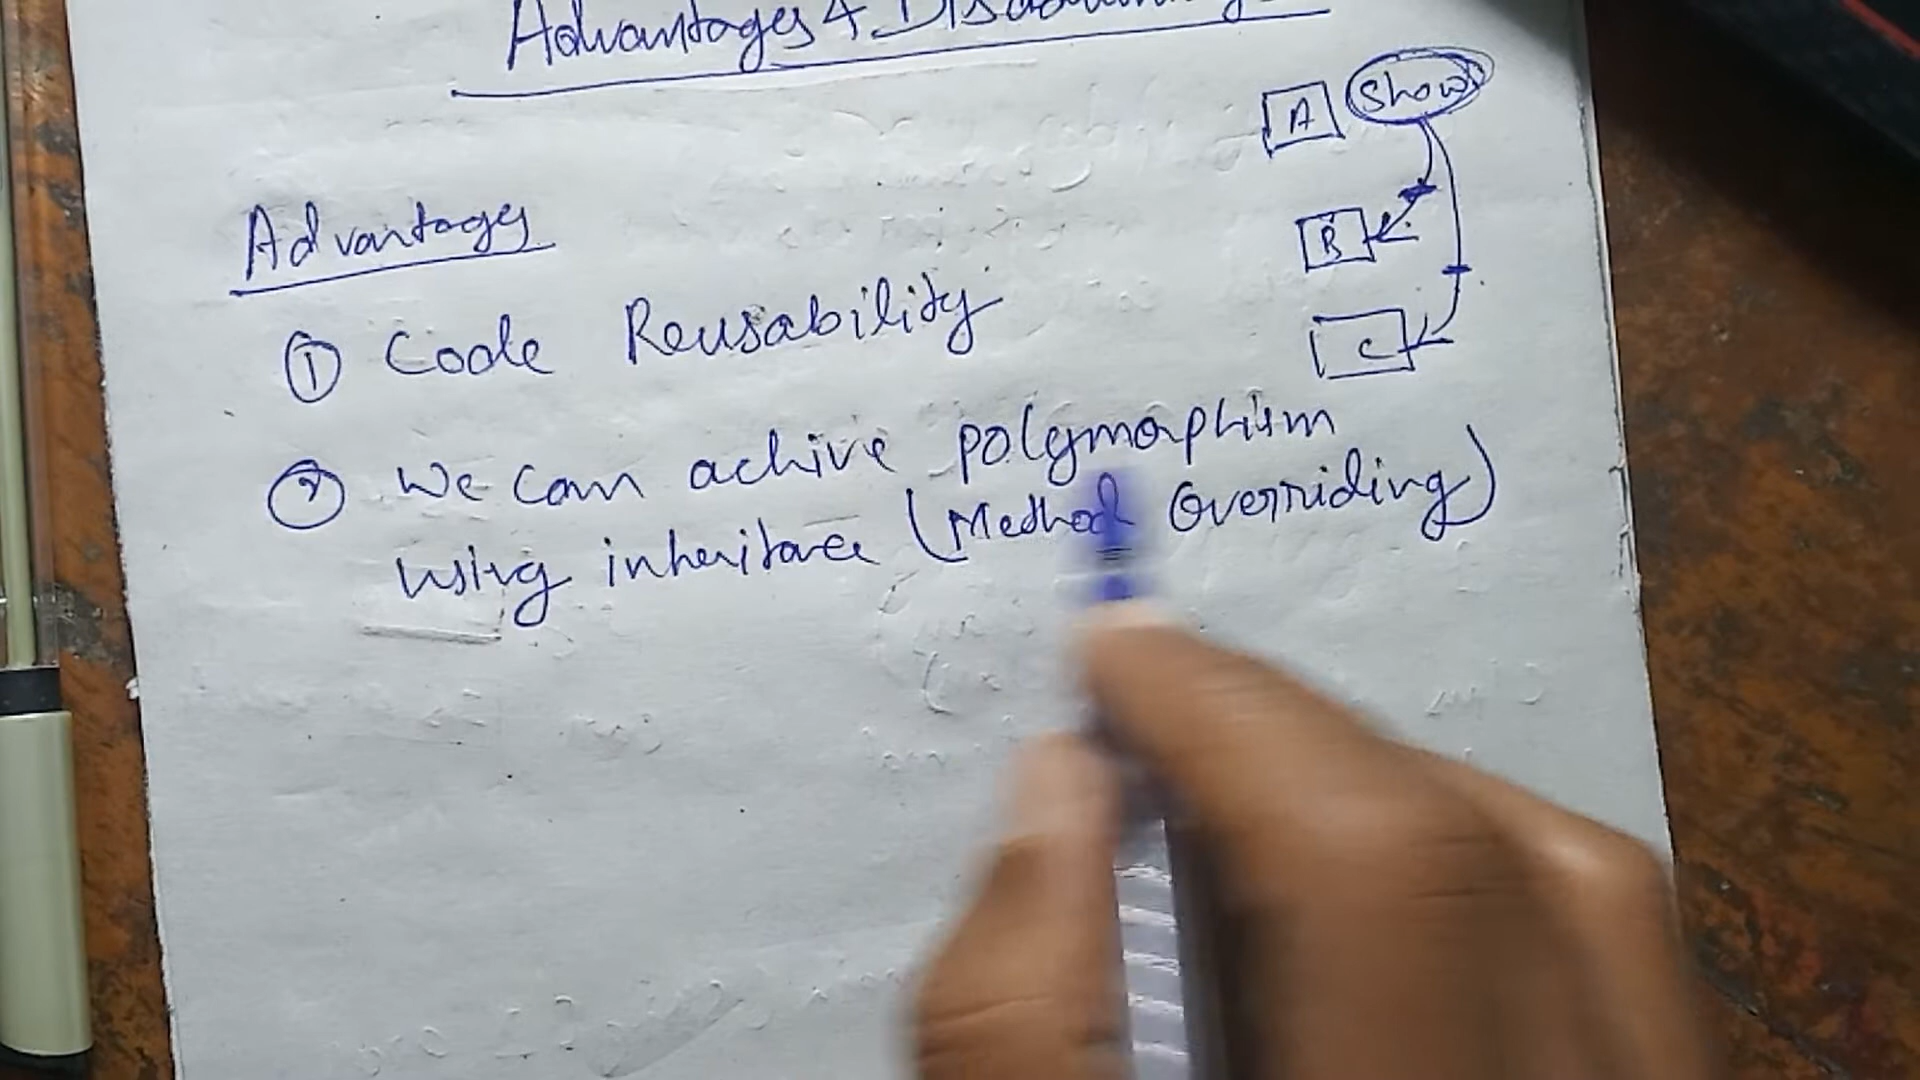 Advantages & Disadvantages
A Show
Advantages
B
① Code Reusability
C
② We can achive polymorphism
using inheritance (Method Overriding)